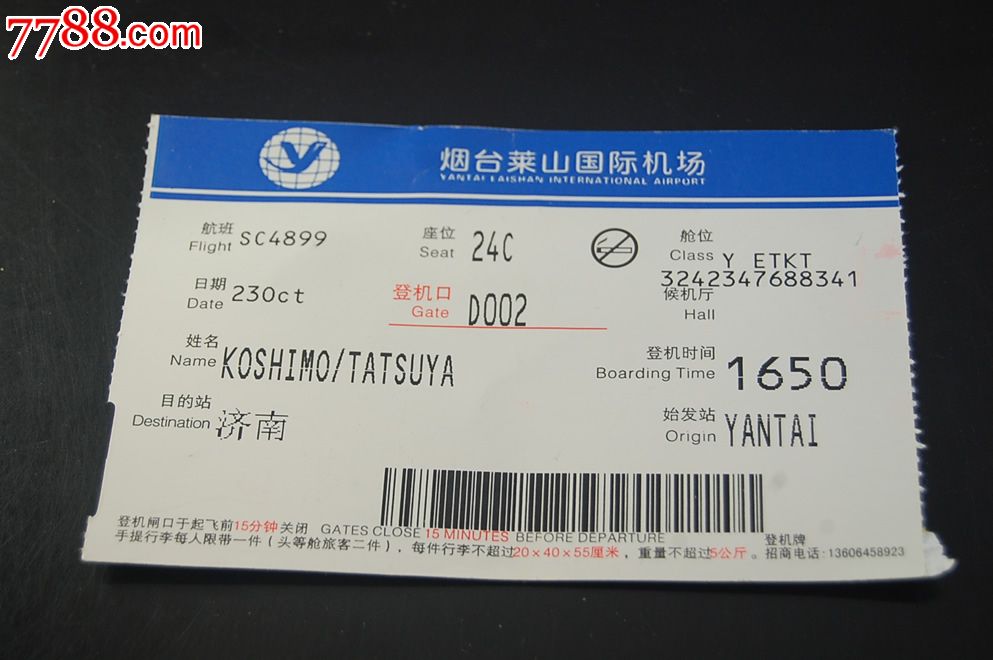 7788.com
烟台莱山国际机场
YANTAI LAISHAN INTERNATIONAL AIRPORT
航班 Flight SC4899
座位 Seat 24C
舱位 Class Y ETKT
3242347688341
日期 Date 23Oct
登机口 Gate D002
候机厅 Hall
姓名 Name KOSHIMO/TATSUYA
登机时间 Boarding Time 1650
目的站 Destination 济南
始发站 Origin YANTAI
登机闸口于起飞前15分钟关闭 GATES CLOSE 15 MINUTES BEFORE DEPARTURE 登机牌
手提行李每人限带一件（头等舱旅客二件），每件行李不超过20×40×55厘米，重量不超过5公斤。招商电话：13606458923